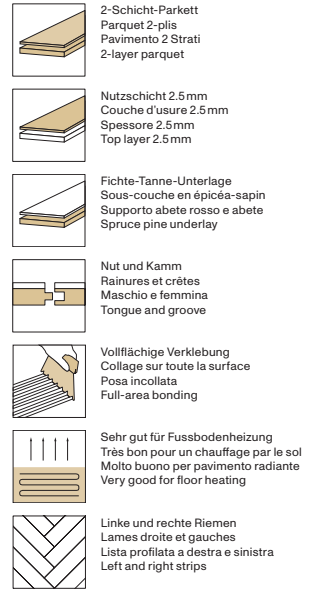 2-Schicht-Parkett
Parquet 2-plis
Pavimento 2 Strati
2-layer parquet
Nutzschicht 2.5 mm
Couche d'usure 2.5 mm
Spessore 2.5 mm
Top layer 2.5 mm
Fichte-Tanne-Unterlage
Sous-couche en épicéa-sapin
Supporto abete rosso e abete
Spruce pine underlay
Nut und Kamm
Rainures et crêtes
Maschio e femmina
Tongue and groove
Vollflächige Verklebung
Collage sur toute la surface
Posa incollata
Full-area bonding
Sehr gut für Fussbodenheizung
Très bon pour un chauffage par le sol
Molto buono per pavimento radiante
Very good for floor heating
Linke und rechte Riemen
Lames droite et gauches
Lista profilata a destra e sinistra
Left and right strips